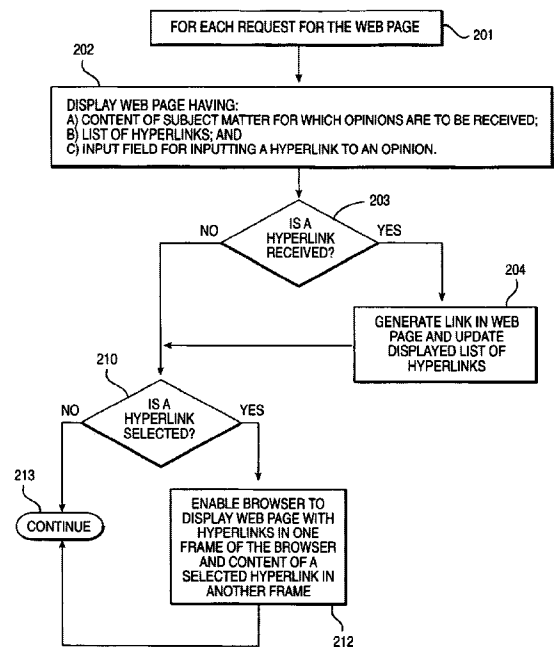 FOR EACH REQUEST FOR THE WEB PAGE
201
202
DISPLAY WEB PAGE HAVING:
A) CONTENT OF SUBJECT MATTER FOR WHICH OPINIONS ARE TO BE RECEIVED;
B) LIST OF HYPERLINKS; AND
C) INPUT FIELD FOR INPUTTING A HYPERLINK TO AN OPINION.
203
NO
IS A
HYPERLINK
RECEIVED?
YES
204
GENERATE LINK IN WEB
PAGE AND UPDATE
DISPLAYED LIST OF
HYPERLINKS
210
NO
IS A
HYPERLINK
SELECTED?
YES
213
CONTINUE
ENABLE BROWSER TO
DISPLAY WEB PAGE WITH
HYPERLINKS IN ONE
FRAME OF THE BROWSER
AND CONTENT OF A
SELECTED HYPERLINK IN
ANOTHER FRAME
212